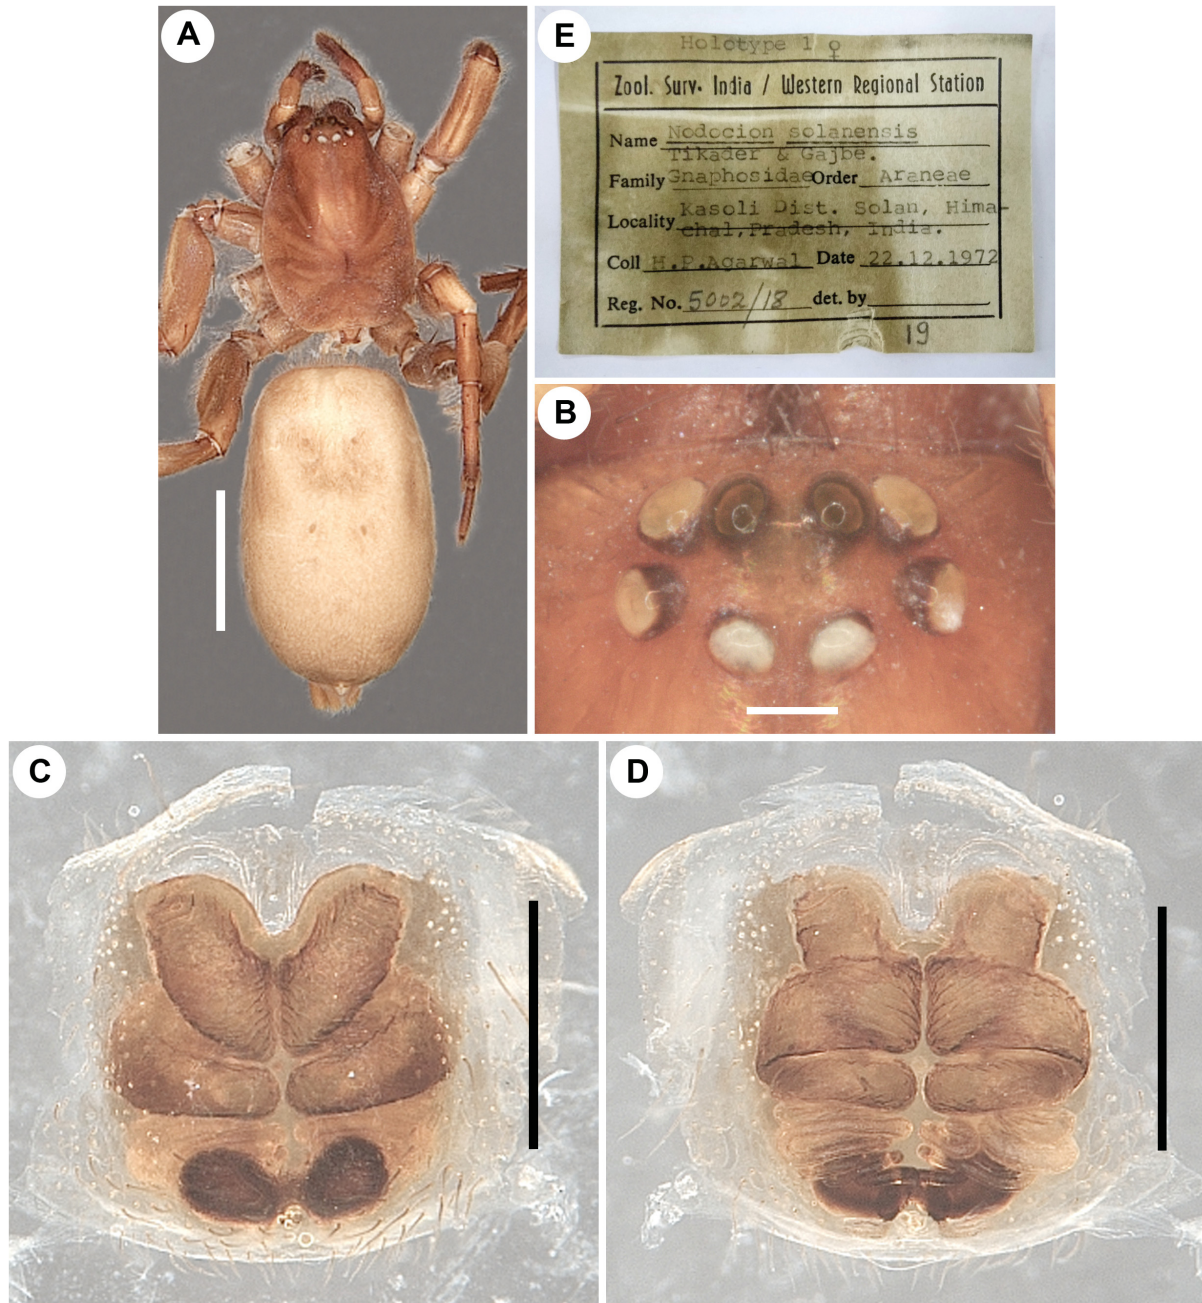 A
E
Holotype 1 ♀
Zool. Surv. India / Western Regional Station
Name Nodocion solanensis
Tikader & Gajbe.
Family Gnaphosidae Order Araneae
Locality Kasoli Dist. Solan, Hima-
chal, Pradesh, India.
Coll H.P.Agarwal Date 22.12.1972
Reg. No. 5002/18 det. by
19
B
C
D